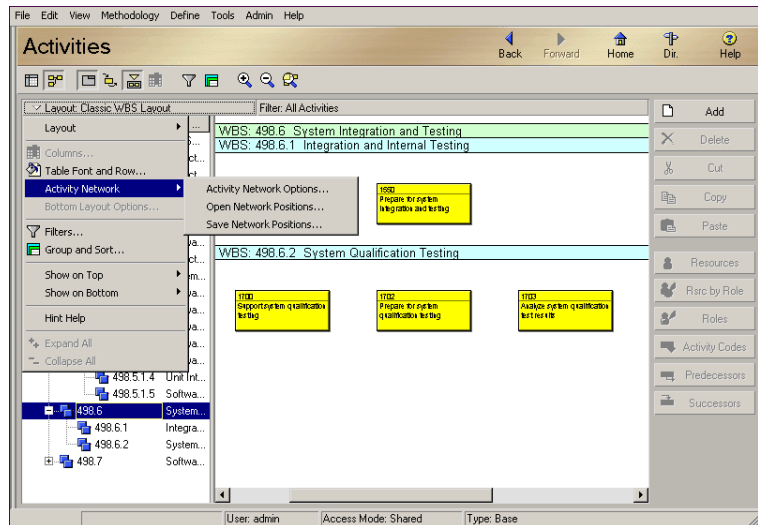 File Edit View Methodology Define Tools Admin Help
Activities
Back Forward Home Dir. Help
Layout: Classic WBS Layout Filter: All Activities
Add
Delete
Cut
Copy
Paste
Resources
Rsrc by Role
Roles
Activity Codes
Predecessors
Successors
Layout
Columns...
Table Font and Row...
Activity Network
Bottom Layout Options...
Filters...
Group and Sort...
Show on Top
Show on Bottom
Hint Help
Expand All
Collapse All
Activity Network Options...
Open Network Positions...
Save Network Positions...
WBS: 498.6 System Integration and Testing
WBS: 498.6.1 Integration and Internal Testing
Prepare for system
integration and testing
WBS: 498.6.2 System Qualification Testing
1700
Support system qualification
testing
1702
Prepare for system
qualification testing
1703
Analyze system qualification
test results
498.5.1.4 Unit Int...
498.5.1.5 Softwa...
498.6 System...
498.6.1 Integra...
498.6.2 System...
498.7 Softwa...
User: admin Access Mode: Shared Type: Base